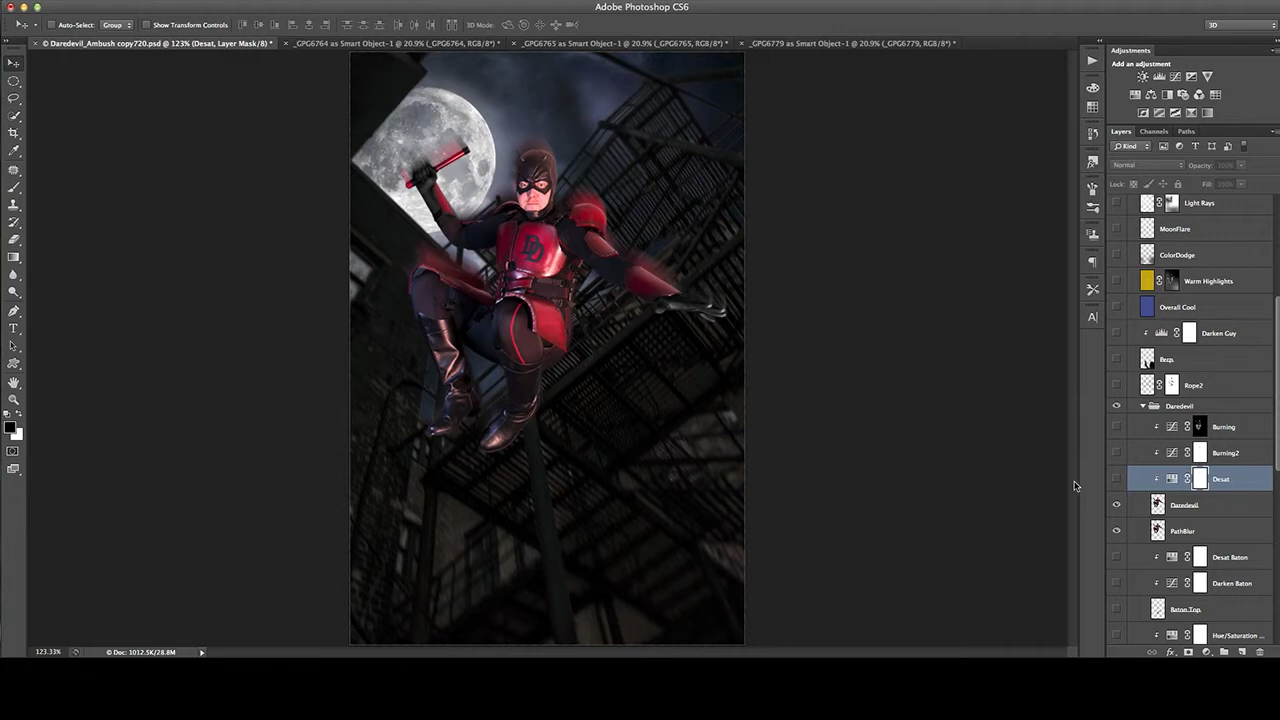 Adobe Photoshop CS6
Auto-Select: Group Show Transform Controls 3D Mode: 3D
© Daredevil_Ambush copy720.psd @ 123% (Desat, Layer Mask/8) * _GPG6764 as Smart Object-1 @ 20.9% (_GPG6764, RGB/8*) * _GPG6765 as Smart Object-1 @ 20.9% (_GPG6765, RGB/8*) * _GPG6779 as Smart Object-1 @ 20.9% (_GPG6779, RGB/8*) *
Adjustments
Add an adjustment
Layers Channels Paths
Kind
Normal Opacity: 100%
Lock: Fill: 100%
Light Rays
MoonFlare
ColorDodge
Warm Highlights
Overall Cool
Darken Guy
Rope2
Daredevil
Burning
Burning2
Desat
Daredevil
PathBlur
Desat Baton
Darken Baton
Baton Top
Hue/Saturation ...
DD
123.33% Doc: 1012.5K/28.8M